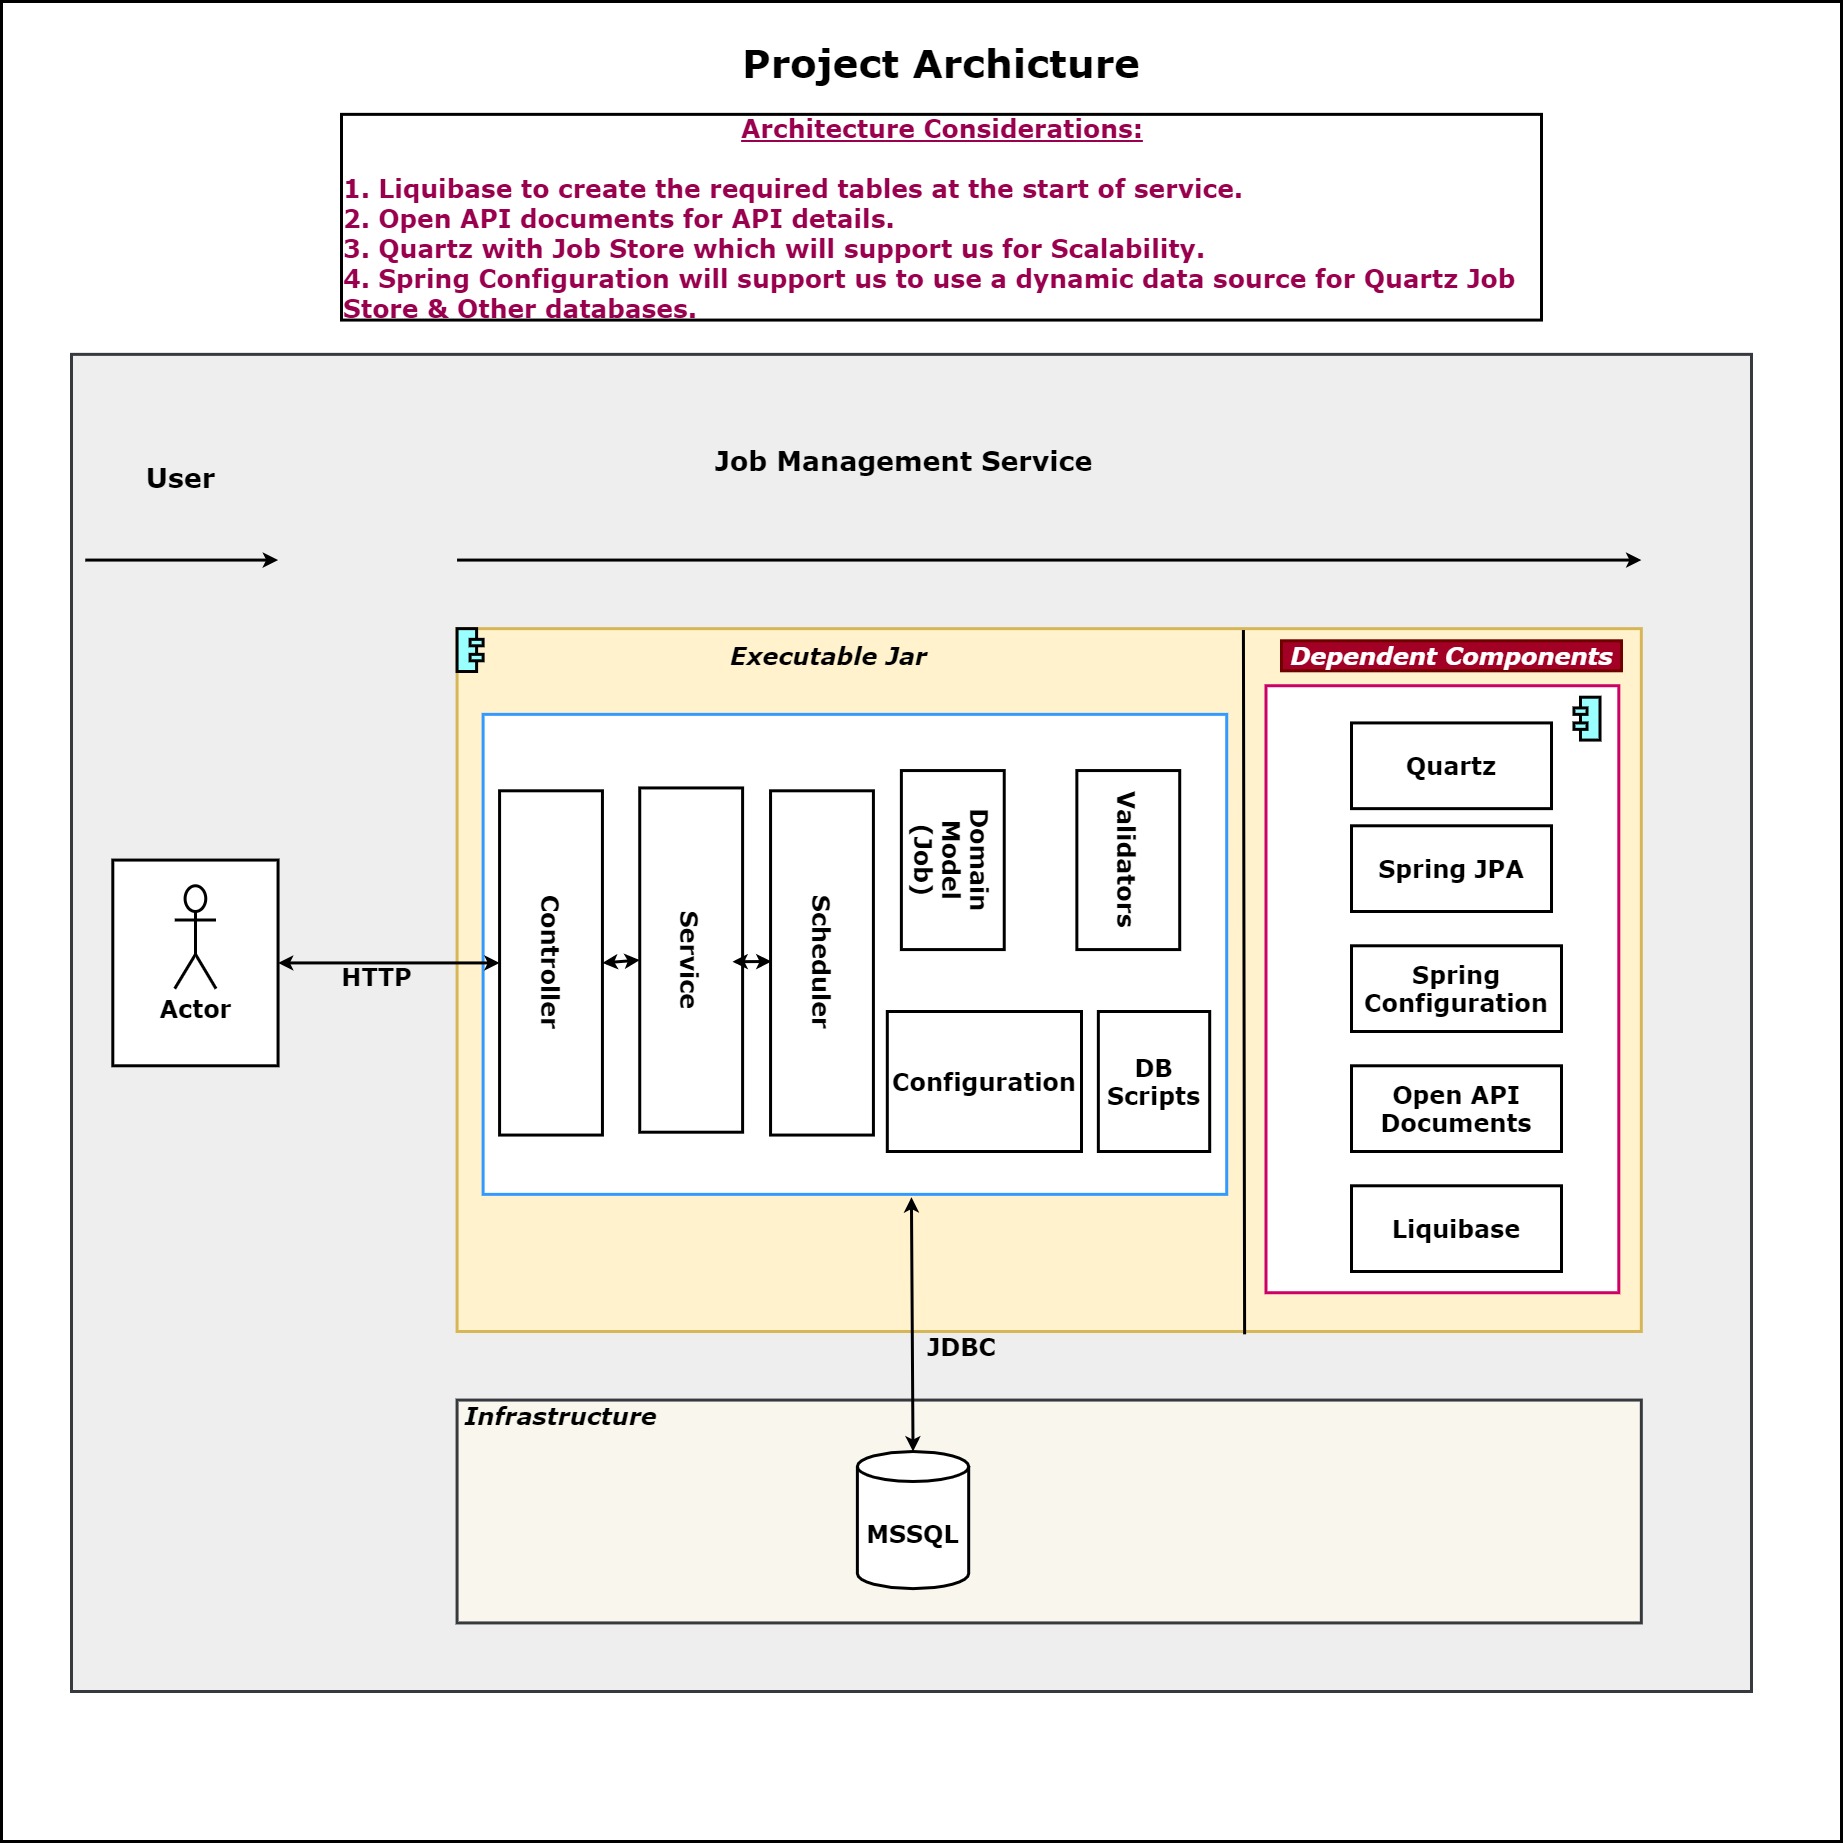 Project Archicture
Architecture Considerations:
1. Liquibase to create the required tables at the start of service.
2. Open API documents for API details.
3. Quartz with Job Store which will support us for Scalability.
4. Spring Configuration will support us to use a dynamic data source for Quartz Job
Store & Other databases.
User
Job Management Service
Executable Jar
Dependent Components
Actor
HTTP
Controller
Service
Scheduler
Domain
Model
(Job)
Validators
Configuration
DB
Scripts
Quartz
Spring JPA
Spring
Configuration
Open API
Documents
Liquibase
JDBC
Infrastructure
MSSQL